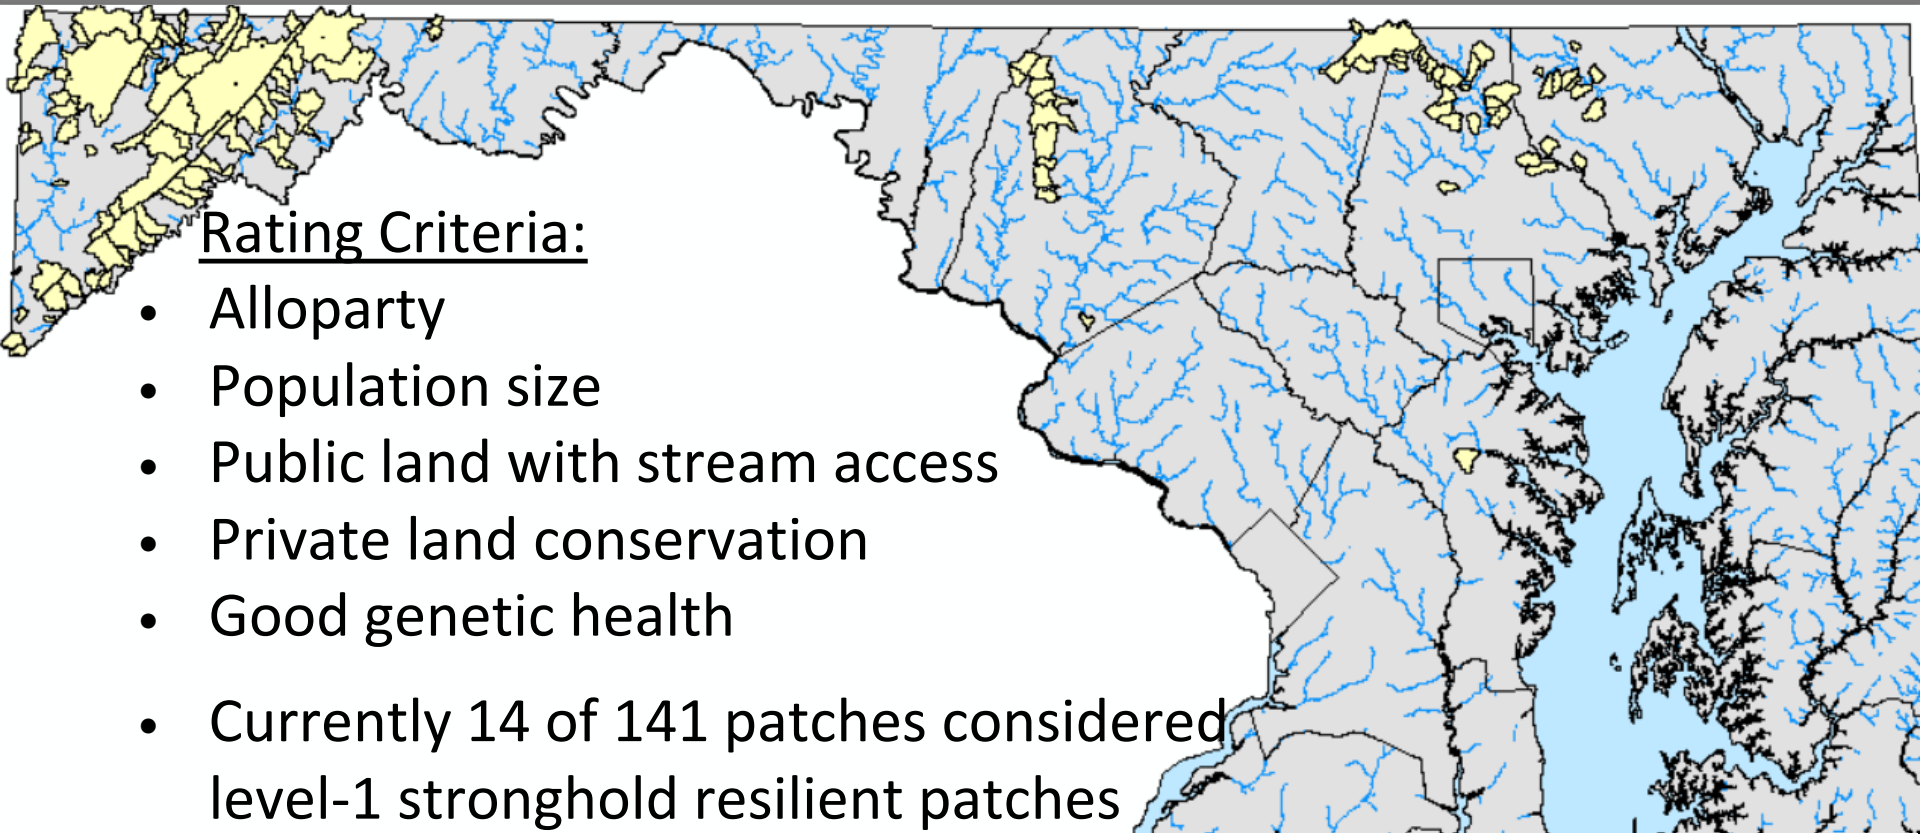 Rating Criteria:
• Alloparty
• Population size
• Public land with stream access
• Private land conservation
• Good genetic health
• Currently 14 of 141 patches considered
level-1 stronghold resilient patches